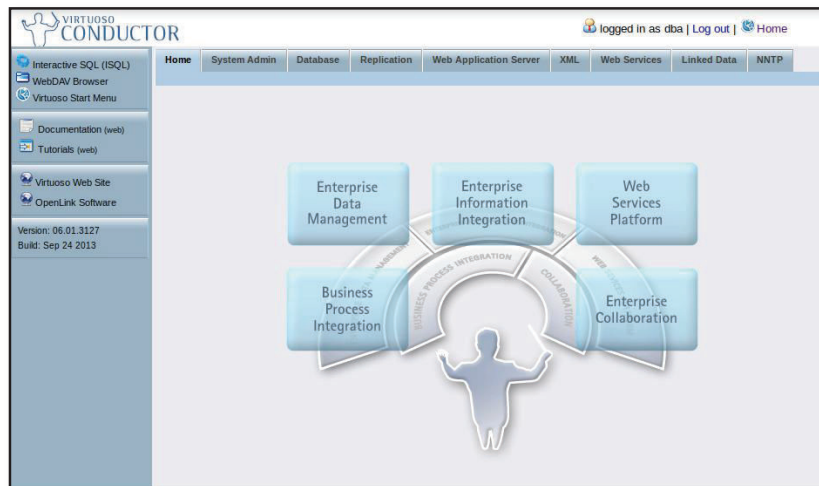 VIRTUOSO
CONDUCTOR
logged in as dba | Log out | Home
Interactive SQL (ISQL)
WebDAV Browser
Virtuoso Start Menu
Documentation (web)
Tutorials (web)
Virtuoso Web Site
OpenLink Software
Version: 06.01.3127
Build: Sep 24 2013
Home System Admin Database Replication Web Application Server XML Web Services Linked Data NNTP
Enterprise
Data
Management
Enterprise
Information
Integration
Web
Services
Platform
Business
Process
Integration
Enterprise
Collaboration
BUSINESS PROCESS INTEGRATION
COLLABORATION